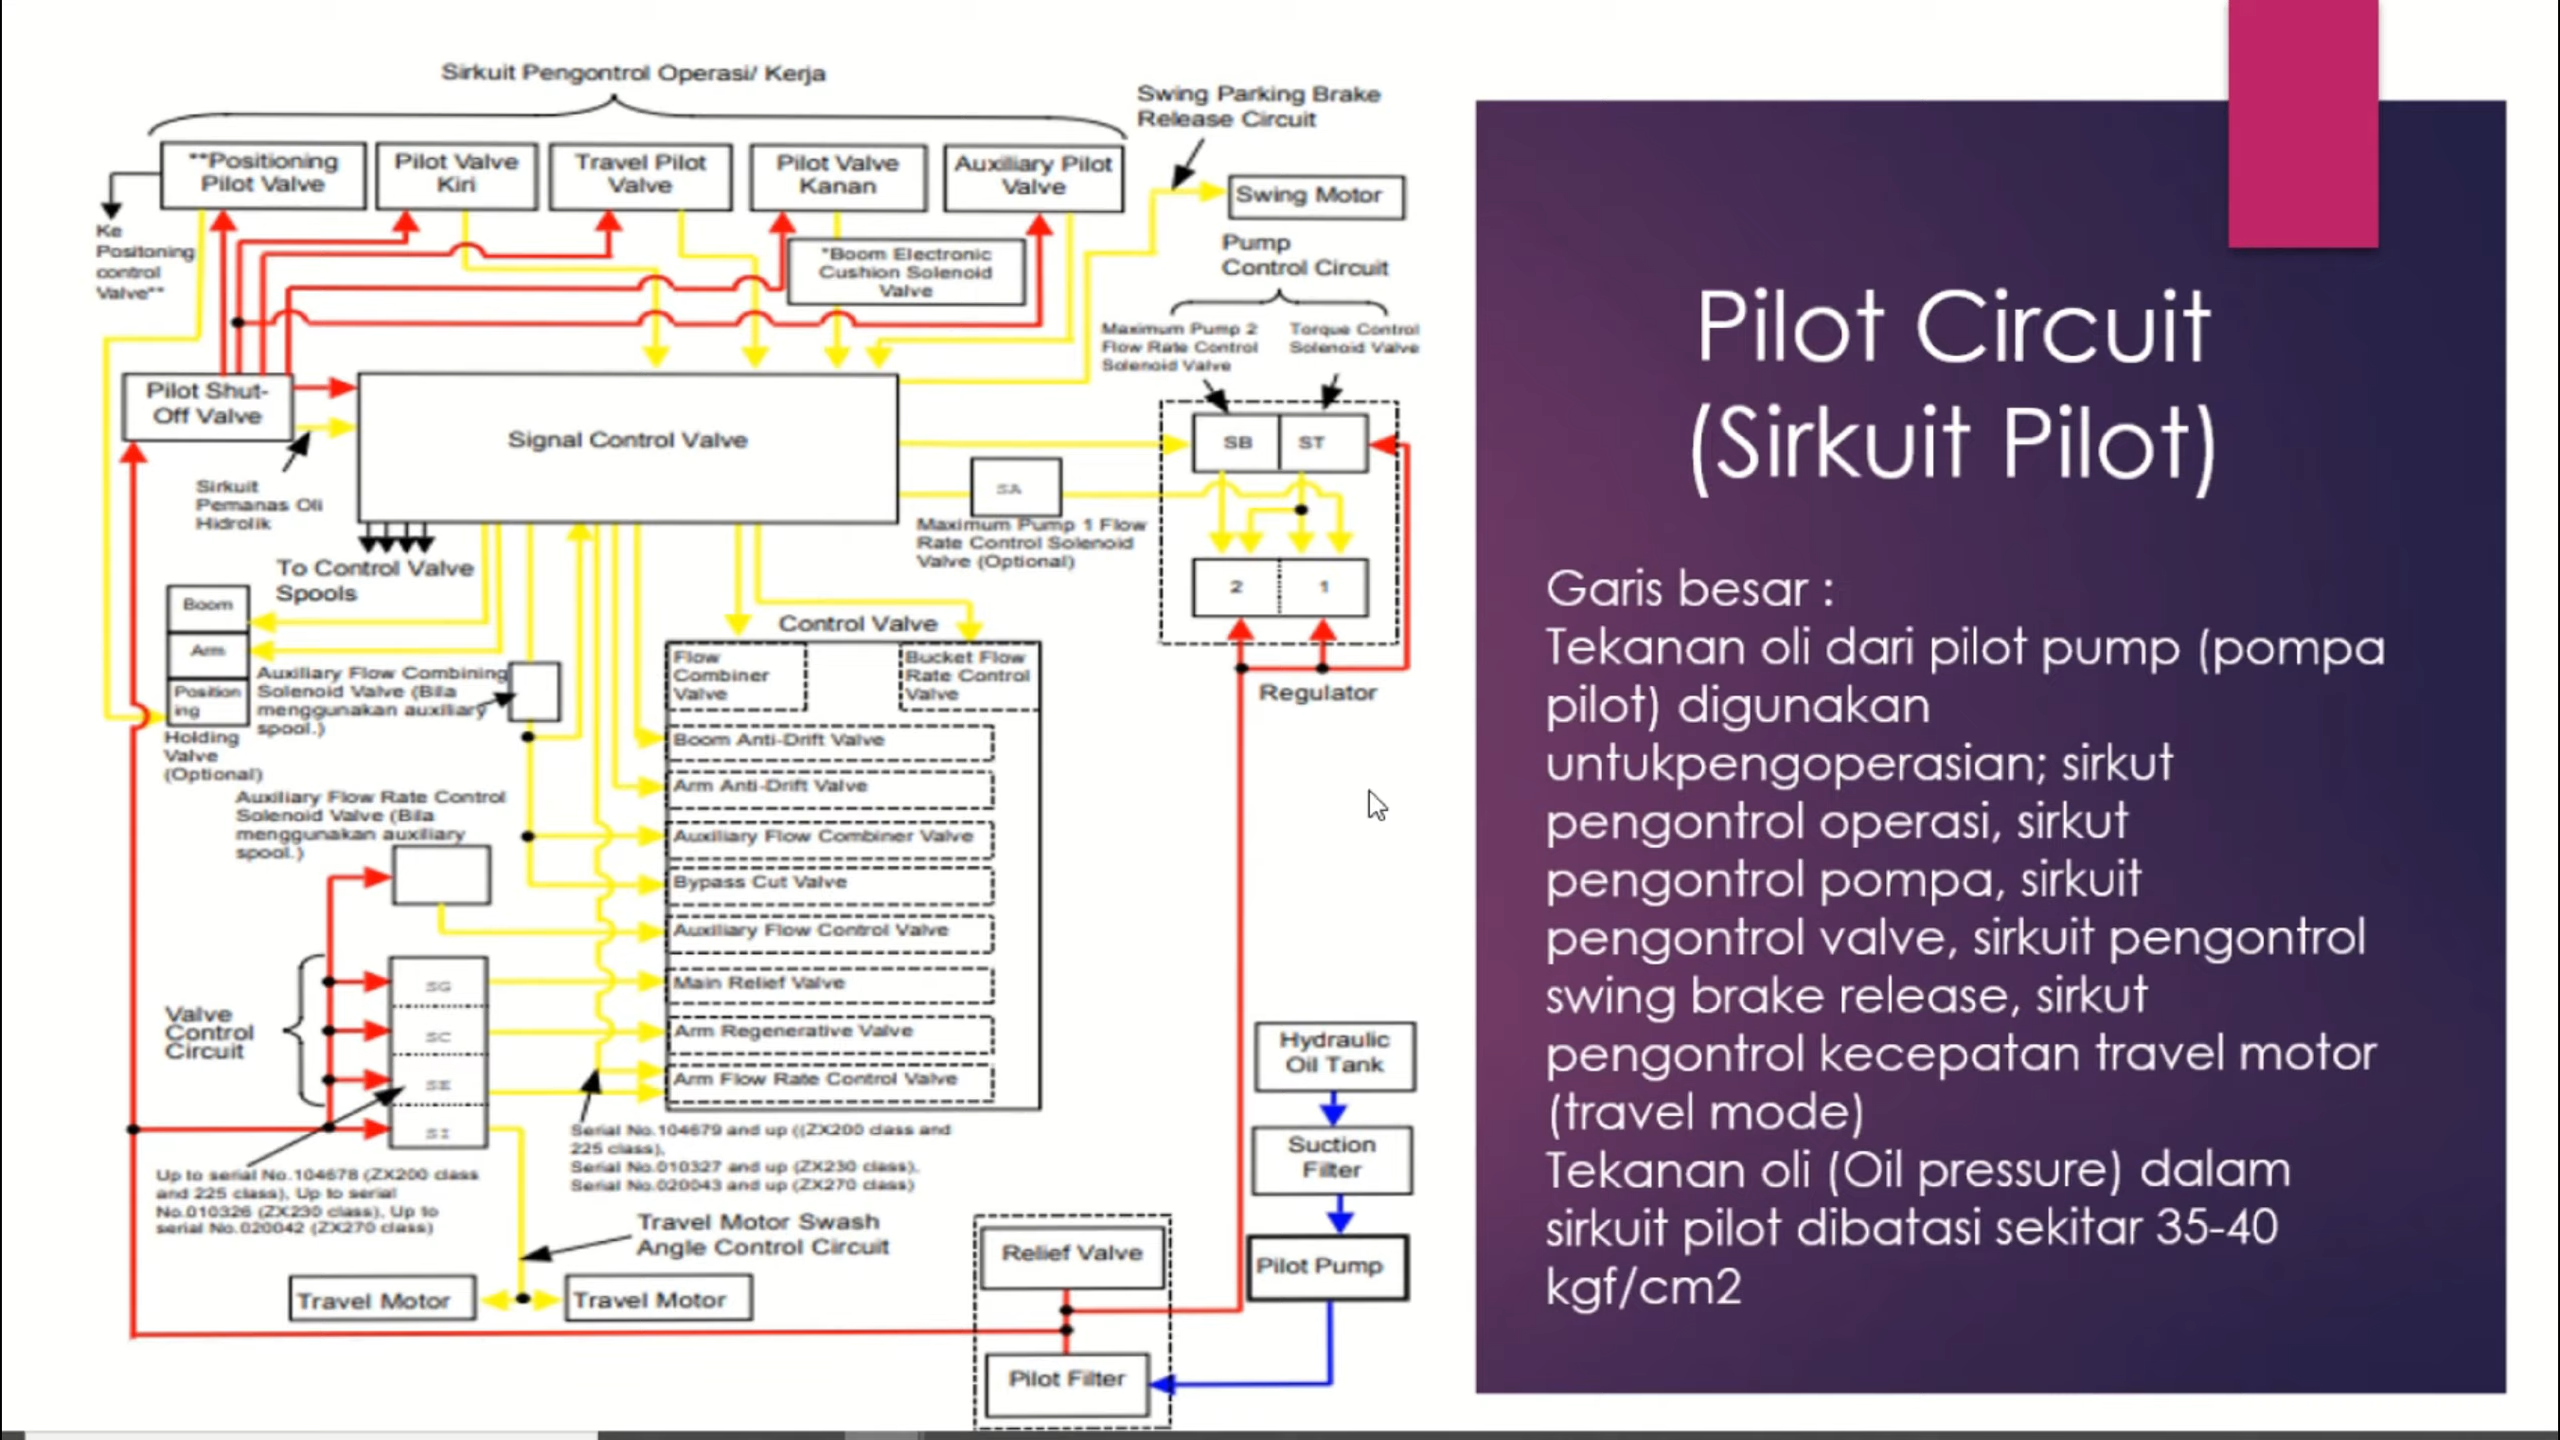 Sirkuit Pengontrol Operasi/ Kerja
Swing Parking Brake
Release Circuit
**Positioning
Pilot Valve
Pilot Valve
Kiri
Travel Pilot
Valve
Pilot Valve
Kanan
Auxiliary Pilot
Valve
Swing Motor
Ke
Positoning
control
Valve**
*Boom Electronic
Cushion Solenoid
Valve
Pump
Control Circuit
Maximum Pump 2
Flow Rate Control
Solenoid Valve
Torque Control
Solenoid Valve
Pilot Shut-
Off Valve
Signal Control Valve
SB
ST
SA
Sirkuit
Pemanas Oli
Hidrolik
Maximum Pump 1 Flow
Rate Control Solenoid
Valve (Optional)
To Control Valve
Spools
2
1
Regulator
Boom
Arm
Position
ing
Holding
Valve
(Optional)
Auxiliary Flow Combining
Solenoid Valve (Bila
menggunakan auxiliary
spool.)
Control Valve
Flow
Combiner
Valve
Bucket Flow
Rate Control
Valve
Boom Anti-Drift Valve
Arm Anti-Drift Valve
Auxiliary Flow Combiner Valve
Bypass Cut Valve
Auxiliary Flow Control Valve
Main Relief Valve
Arm Regenerative Valve
Arm Flow Rate Control Valve
Auxiliary Flow Rate Control
Solenoid Valve (Bila
menggunakan auxiliary
spool.)
Valve
Control
Circuit
SG
SC
SE
SI
Up to serial No.104678 (ZX200 class
and 225 class), Up to serial
No.010326 (ZX230 class), Up to
serial No.020042 (ZX270 class)
Serial No.104679 and up ((ZX200 class and
225 class),
Serial No.010327 and up (ZX230 class),
Serial No.020043 and up (ZX270 class)
Travel Motor Swash
Angle Control Circuit
Travel Motor
Travel Motor
Hydraulic
Oil Tank
Suction
Filter
Pilot Pump
Relief Valve
Pilot Filter
Pilot Circuit
(Sirkuit Pilot)
Garis besar :
Tekanan oli dari pilot pump (pompa
pilot) digunakan
untukpengoperasian; sirkut
pengontrol operasi, sirkut
pengontrol pompa, sirkuit
pengontrol valve, sirkuit pengontrol
swing brake release, sirkut
pengontrol kecepatan travel motor
(travel mode)
Tekanan oli (Oil pressure) dalam
sirkuit pilot dibatasi sekitar 35-40
kgf/cm2